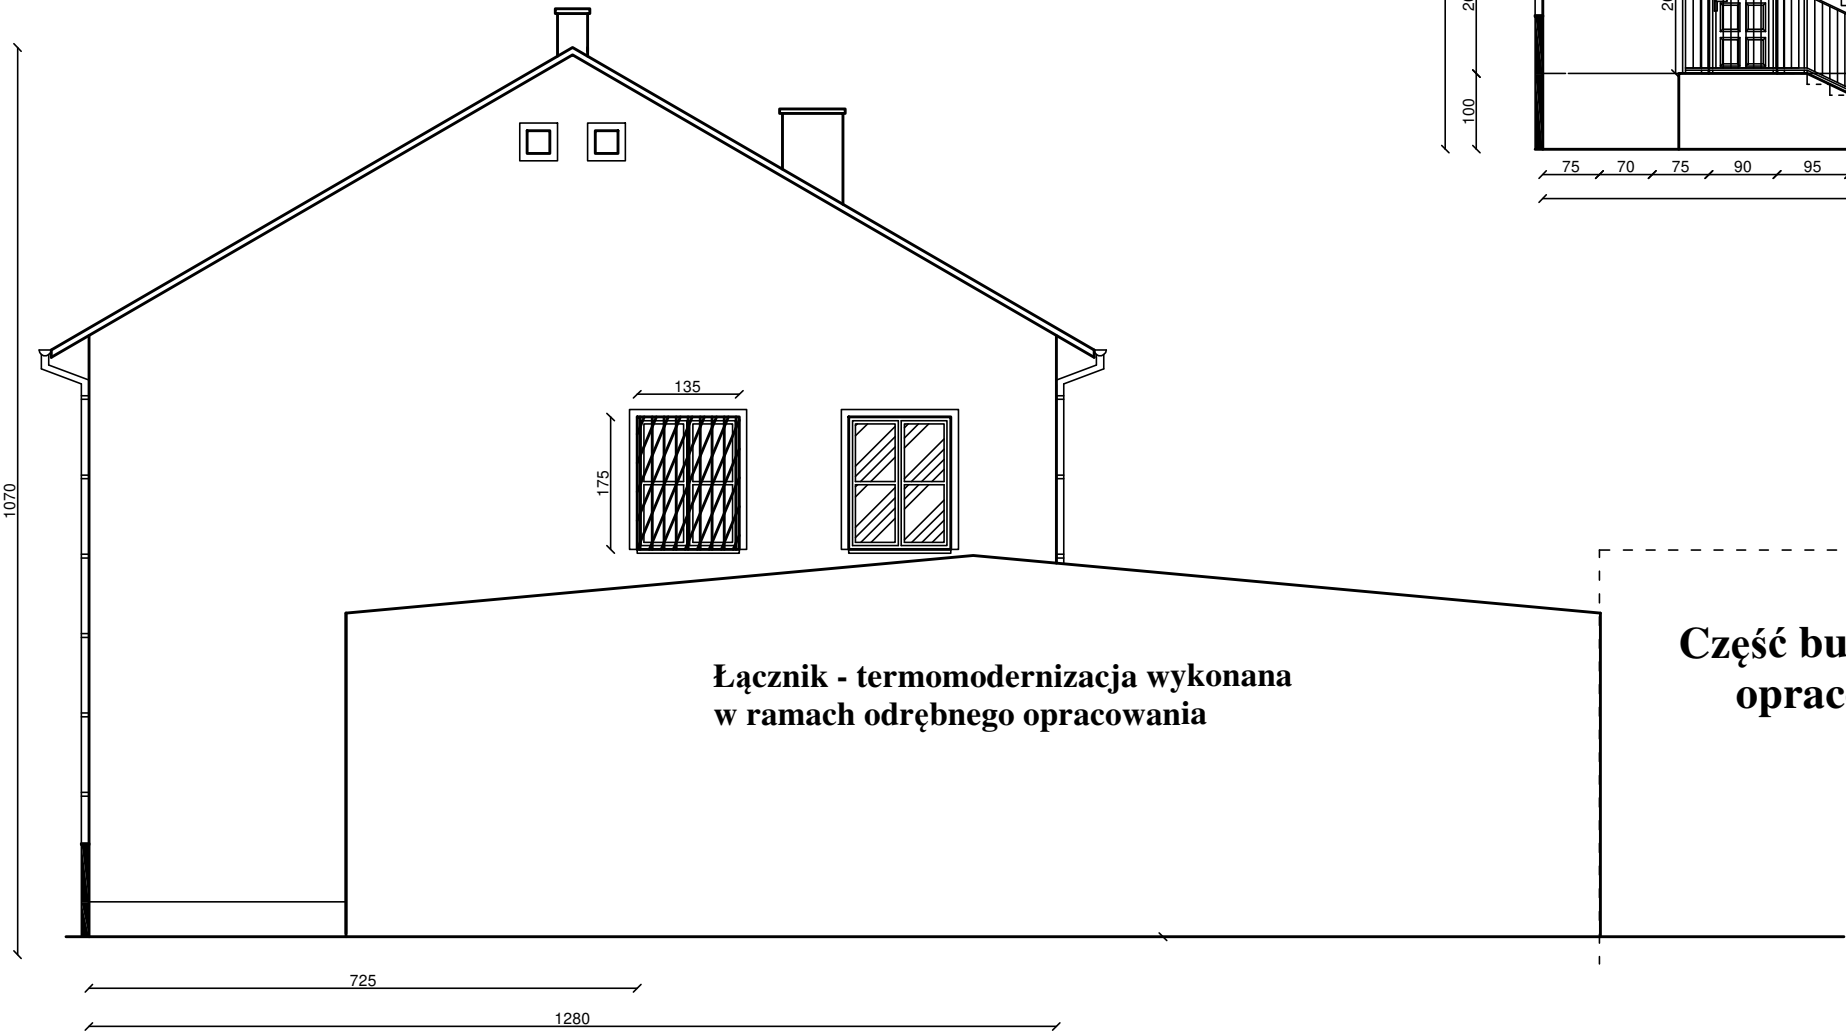 100
75 70 75 90 95
135
175
1070
Łącznik - termomodernizacja wykonana
w ramach odrębnego opracowania
Część bu
oprac
725
1280